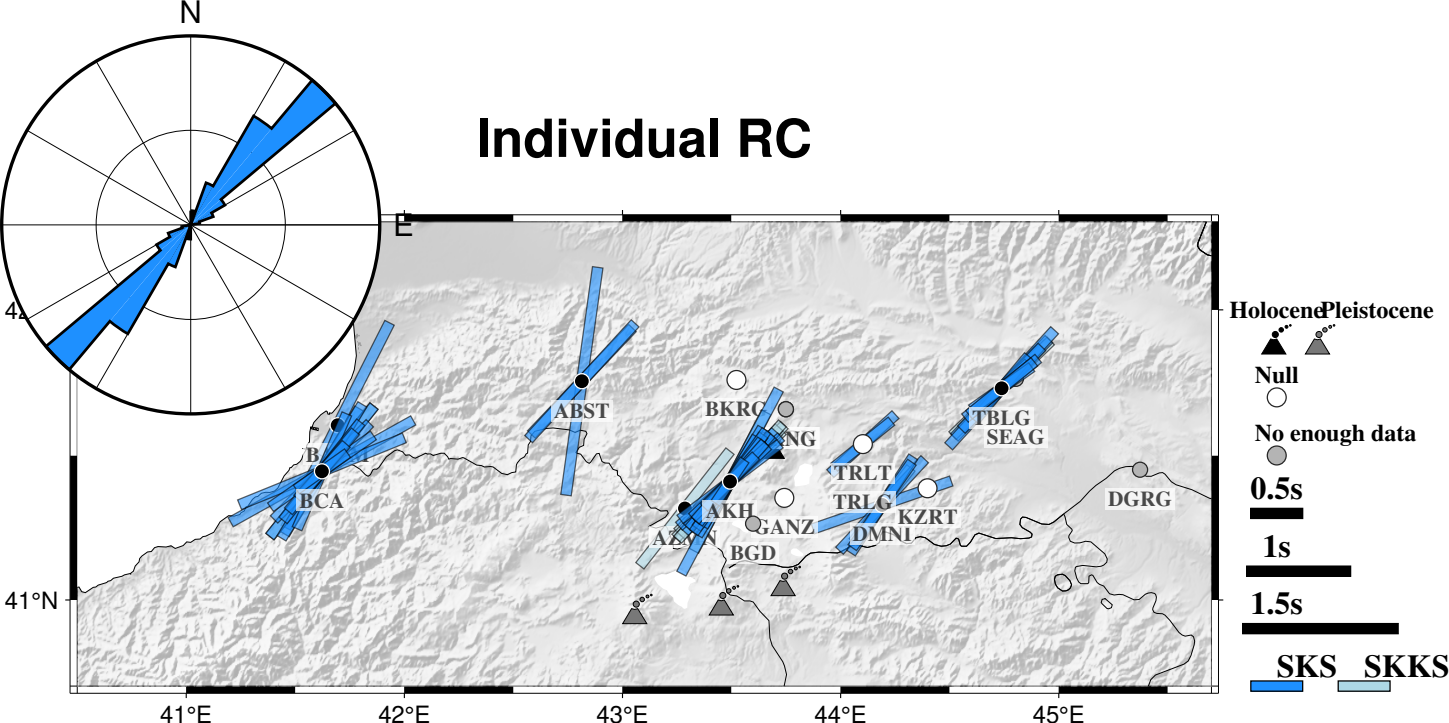 N
Individual RC
E
Holocene
Pleistocene
Null
No enough data
0.5s
1s
1.5s
SKS
SKKS
ABST
BKRG
NG
TBLG
SEAG
BCA
TRLT
TRLG
KZRT
DMNI
DGRG
AKH
GANZ
BGD
41°N
41°E
42°E
43°E
44°E
45°E